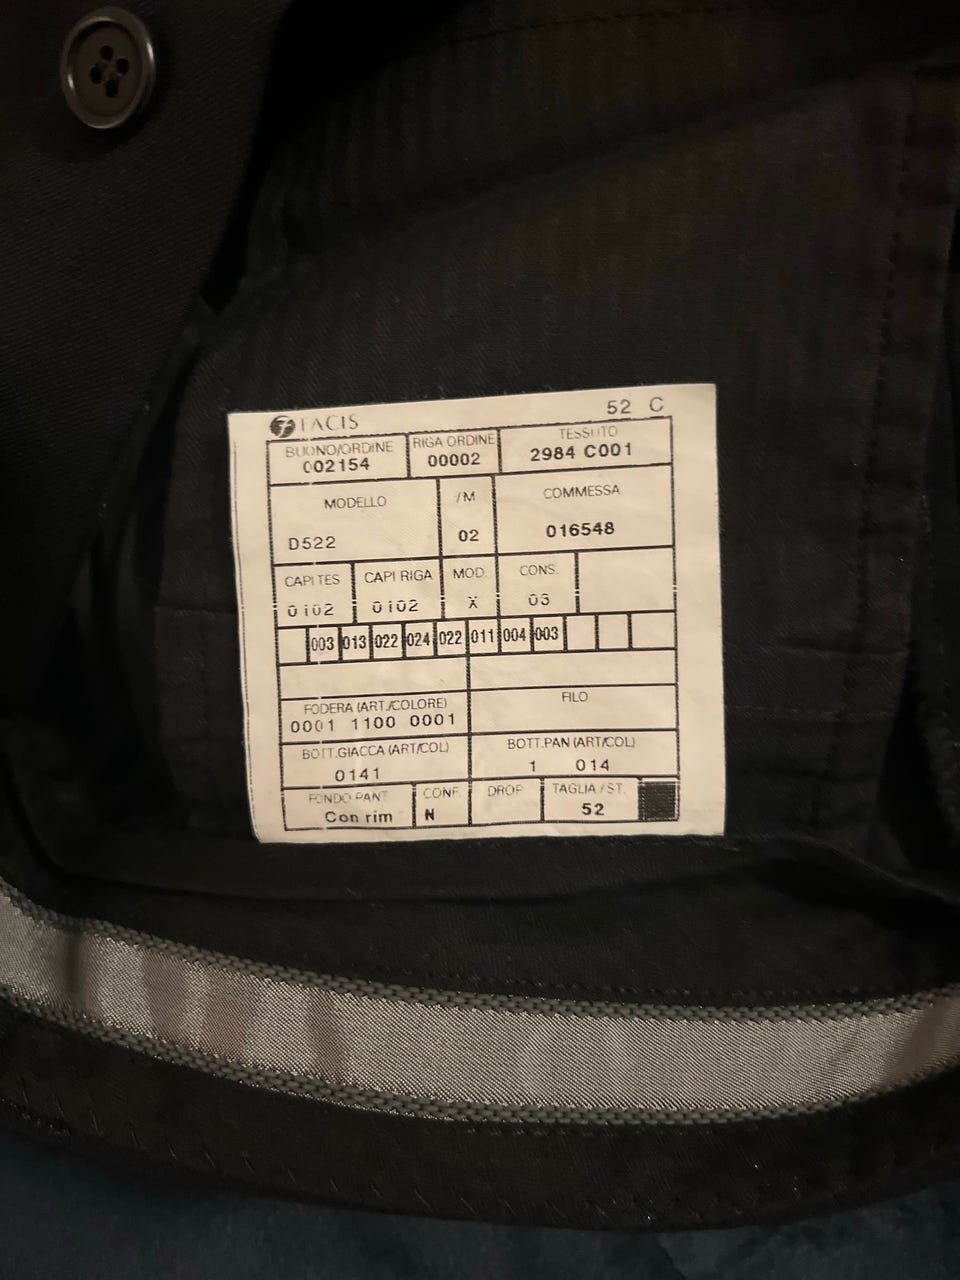 FACIS 52 C
BUONO/ORDINE RIGA ORDINE TESSUTO
002154 00002 2984 C001
MODELLO /M COMMESSA
D522 02 016548
CAPI TES CAPI RIGA MOD. CONS.
0102 0102 X 03
003 013 022 024 022 011 004 003
FODERA (ART./COLORE) FILO
0001 1100 0001
BOTT.GIACCA (ART/COL) BOTT.PAN (ART/COL)
0141 1 014
FONDO PANT CONF. DROP TAGLIA / ST.
Con rim N 52